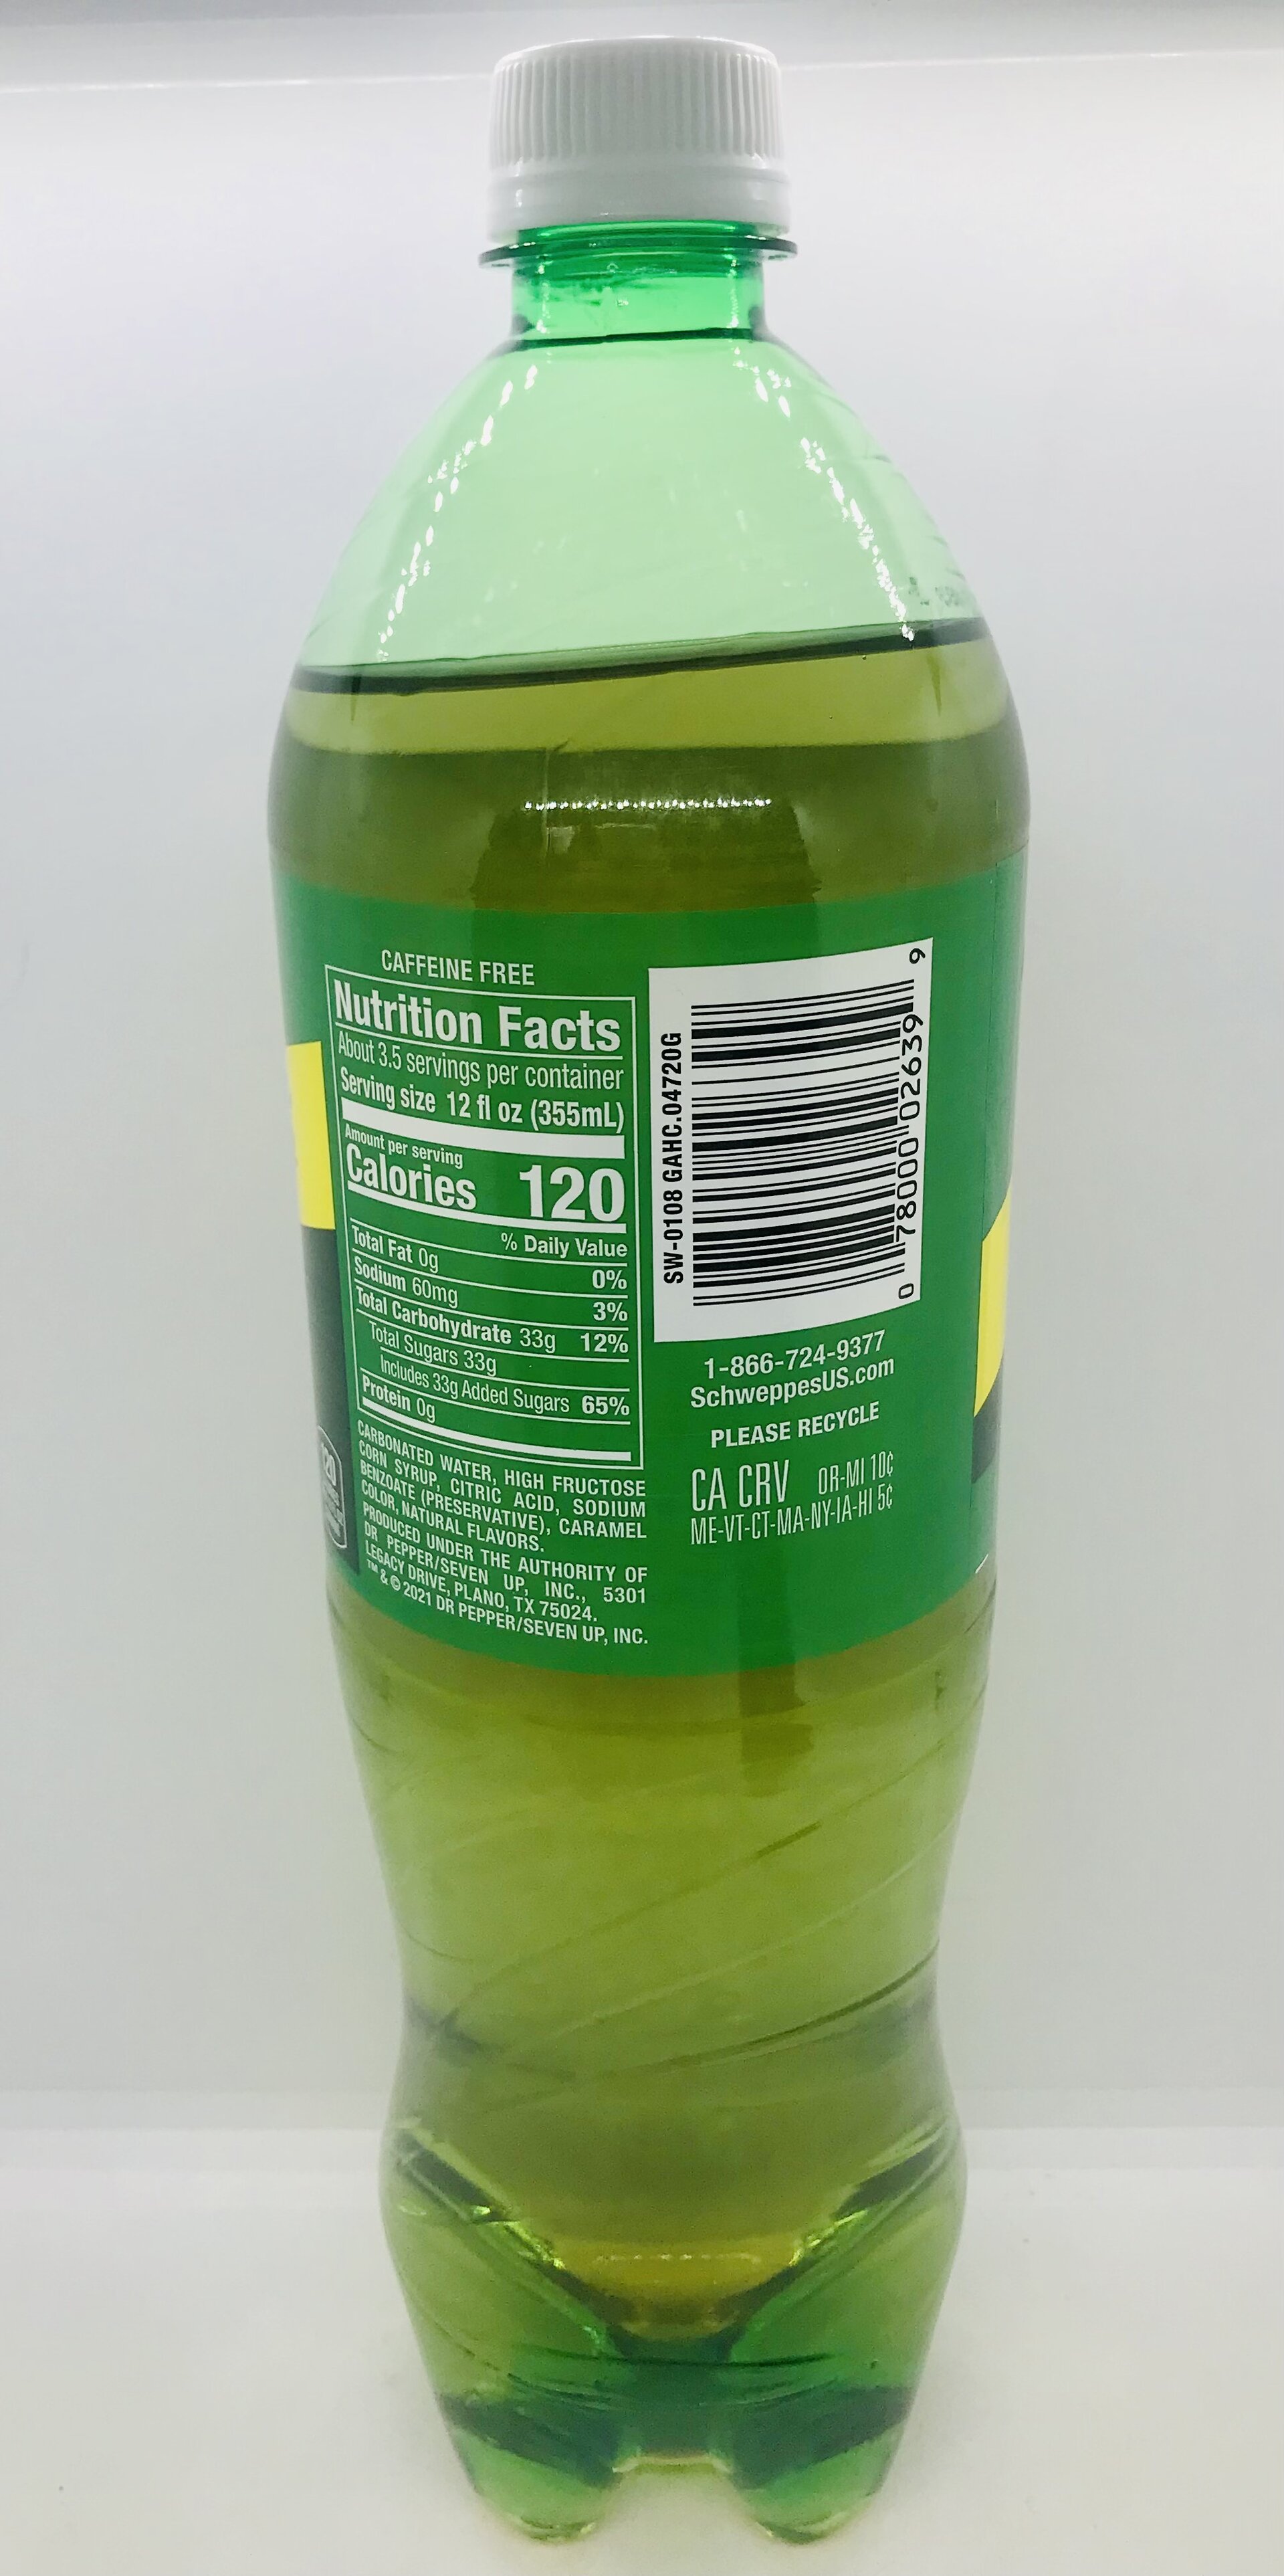 CAFFEINE FREE
Nutrition Facts
About 3.5 servings per container
Serving size 12 fl oz (355mL)
Amount per serving
Calories 120
% Daily Value
Total Fat 0g 0%
Sodium 60mg 3%
Total Carbohydrate 33g 12%
Total Sugars 33g
Includes 33g Added Sugars 65%
Protein 0g
CARBONATED WATER, HIGH FRUCTOSE
CORN SYRUP, CITRIC ACID, SODIUM
BENZOATE (PRESERVATIVE), CARAMEL
COLOR, NATURAL FLAVORS.
PRODUCED UNDER THE AUTHORITY OF
DR PEPPER/SEVEN UP, INC., 5301
LEGACY DRIVE, PLANO, TX 75024.
™ & © 2021 DR PEPPER/SEVEN UP, INC.
SW-0108 GAHC.04720G
0 78000 02639 9
1-866-724-9377
SchweppesUS.com
PLEASE RECYCLE
CA CRV OR-MI 10¢
ME-VT-CT-MA-NY-IA-HI 5¢
120